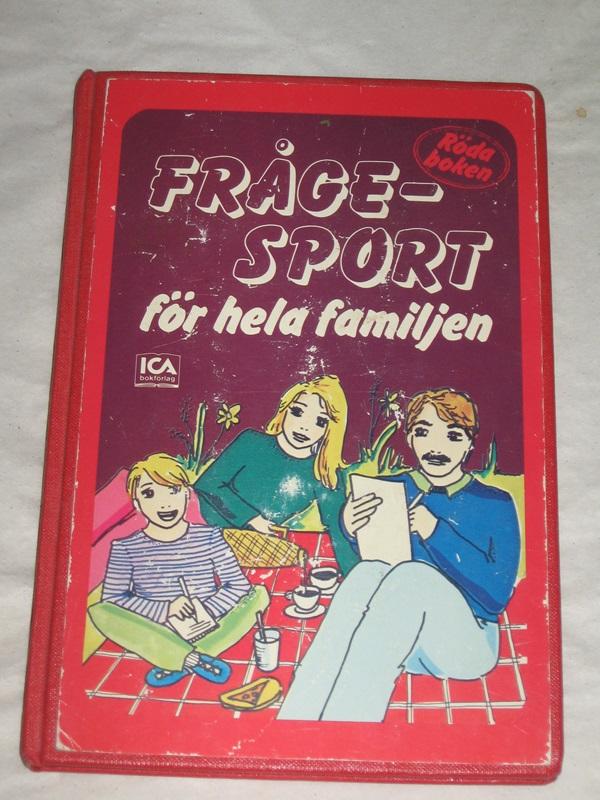 Röda
boken
FRÅGE-
SPORT
för hela familjen
ICA
bokförlag